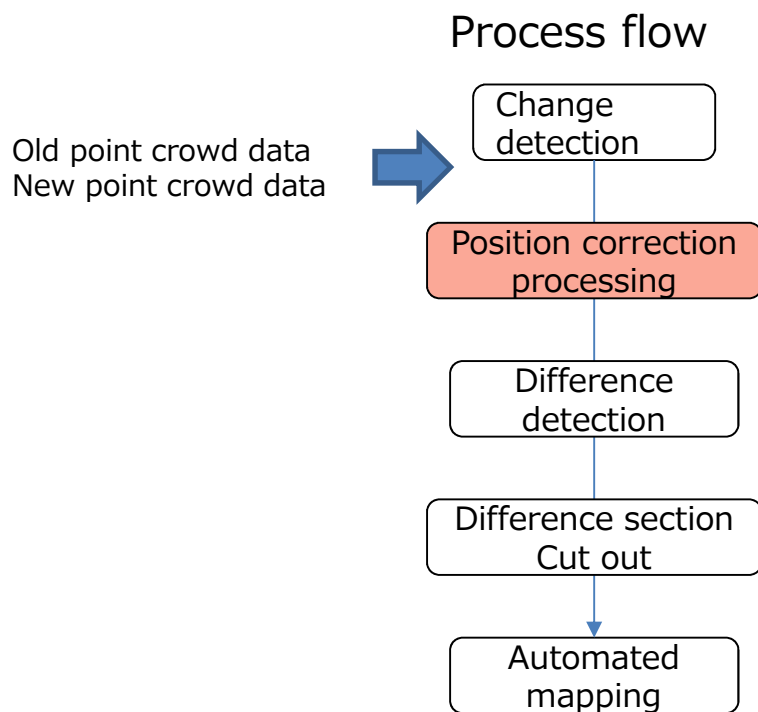 Process flow
Change
detection
Old point crowd data
New point crowd data
Position correction
processing
Difference
detection
Difference section
Cut out
Automated
mapping